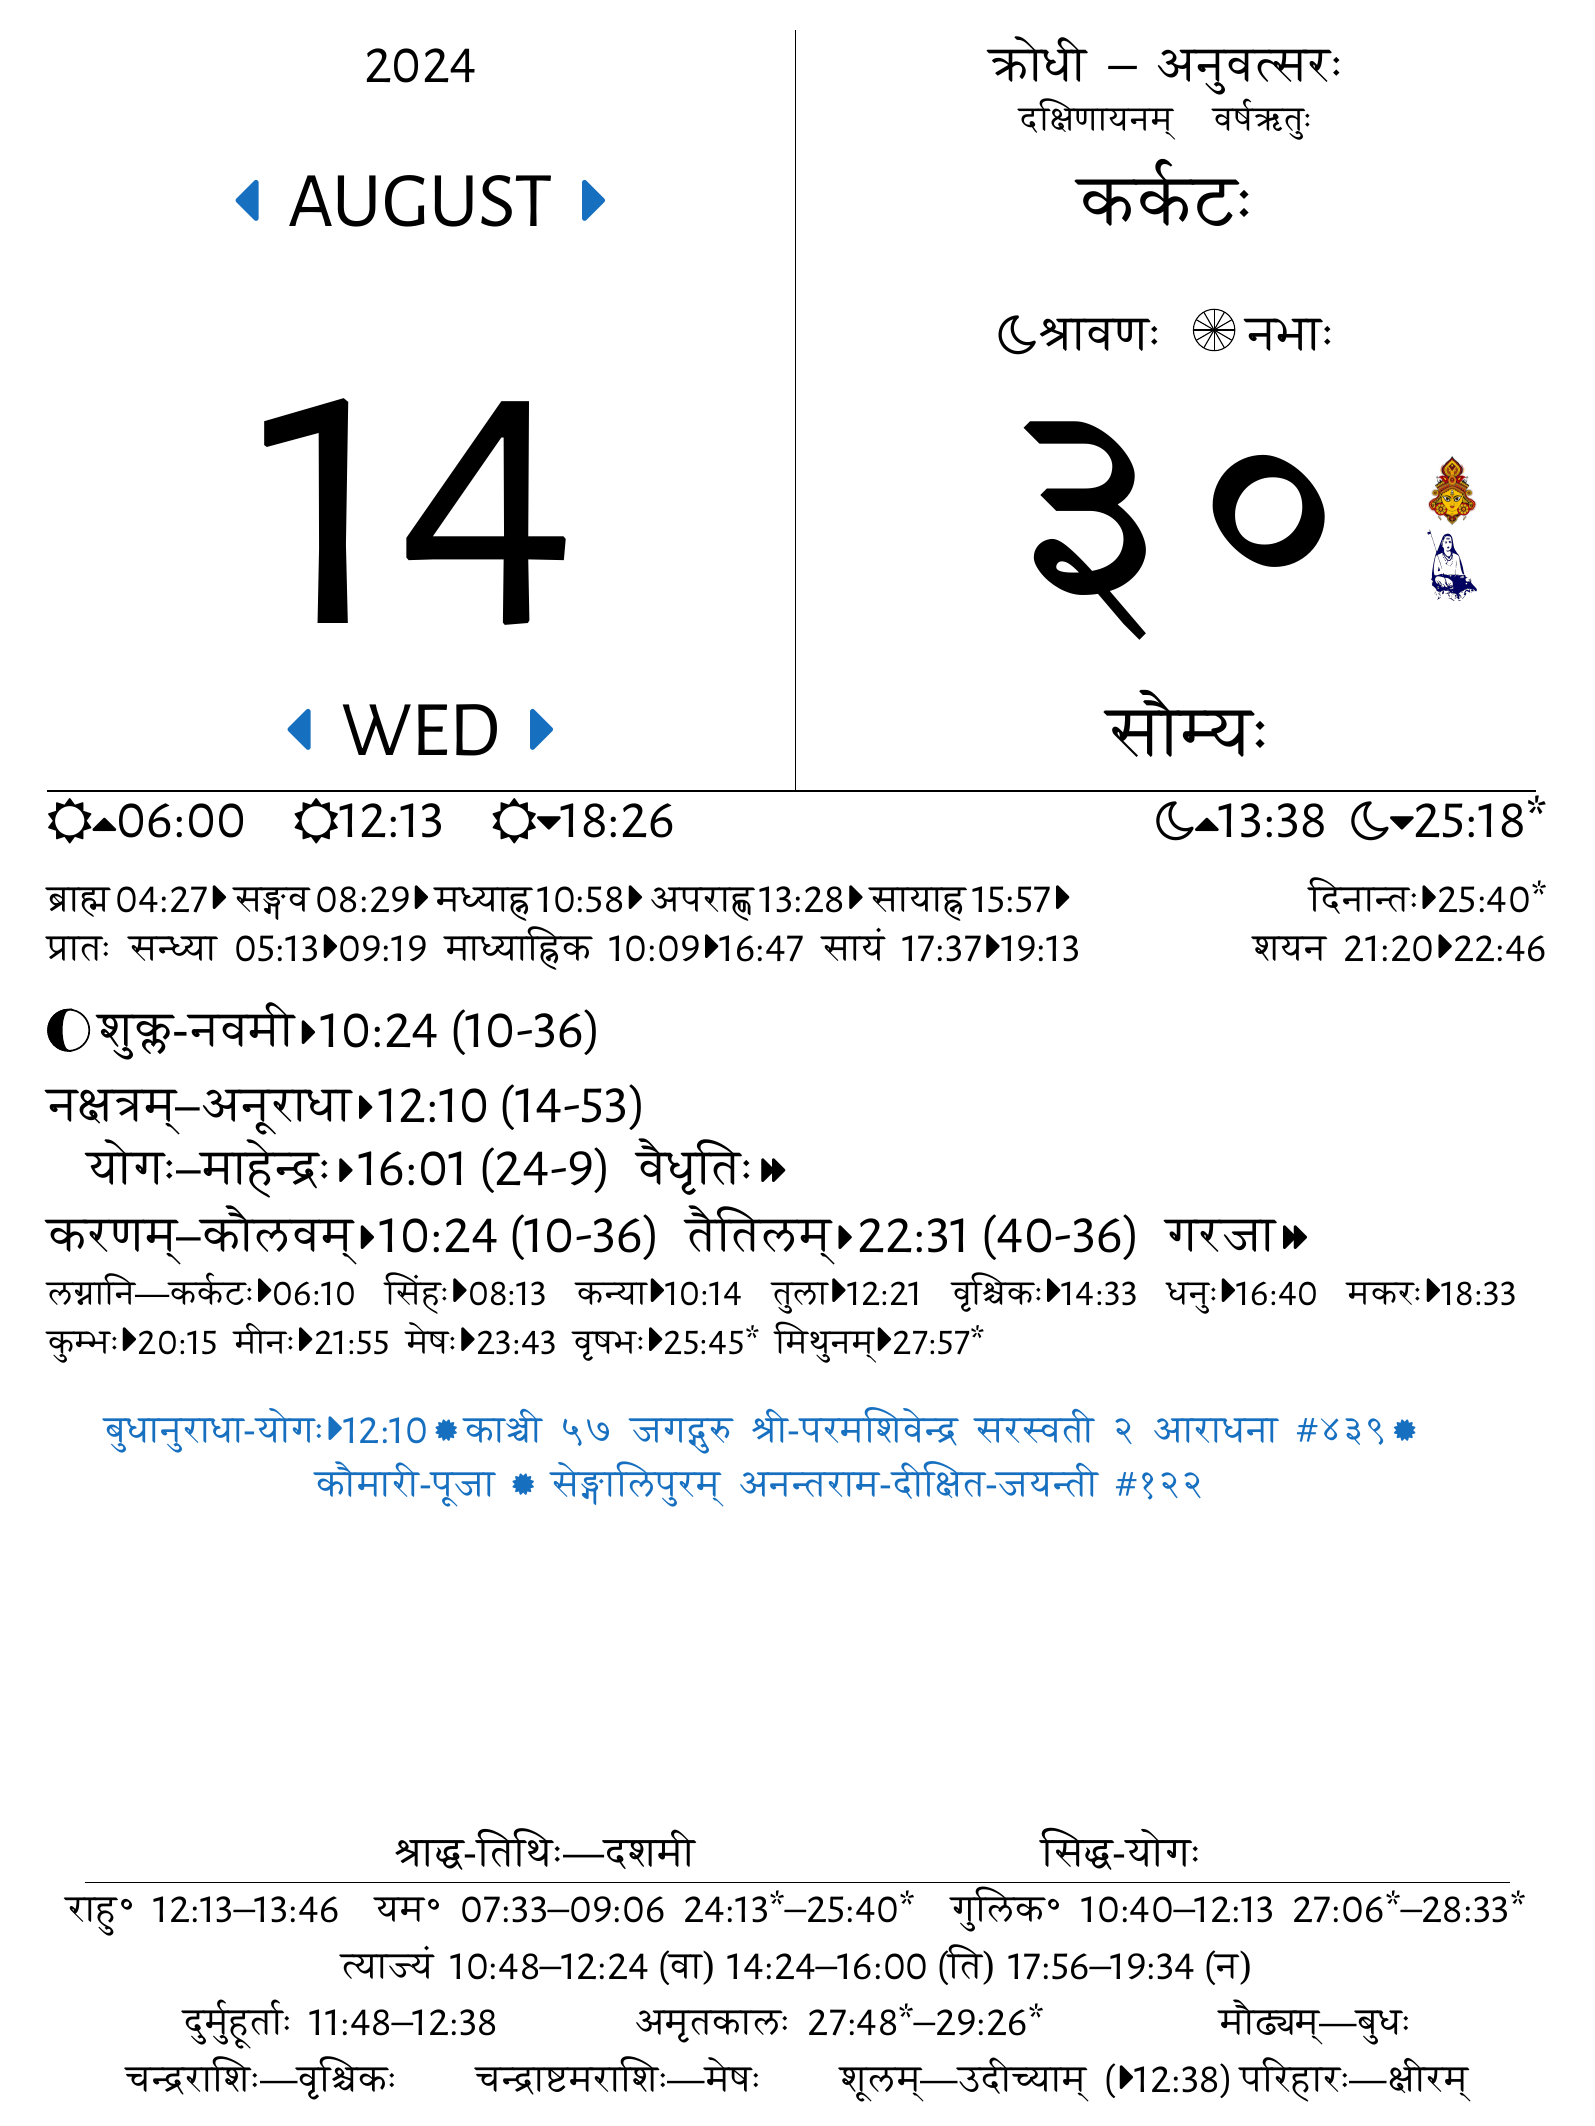 2024
AUGUST
14
WED
क्रोधी – अनुवत्सरः
दक्षिणायनम् वर्षऋतुः
कर्कटः
श्रावणः नभाः
३०
सौम्यः
06:00 12:13 18:26 13:38 25:18*
ब्राह्म 04:27 सङ्गव 08:29 मध्याह्न 10:58 अपराह्ण 13:28 सायाह्न 15:57 दिनान्तः 25:40*
प्रातः सन्ध्या 05:13 09:19 माध्याह्निक 10:09 16:47 सायं 17:37 19:13 शयन 21:20 22:46
शुक्ल-नवमी 10:24 (10-36)
नक्षत्रम्–अनूराधा 12:10 (14-53)
योगः–माहेन्द्रः 16:01 (24-9) वैधृतिः
करणम्–कौलवम् 10:24 (10-36) तैतिलम् 22:31 (40-36) गरजा
लग्नानि—कर्कटः 06:10 सिंहः 08:13 कन्या 10:14 तुला 12:21 वृश्चिकः 14:33 धनुः 16:40 मकरः 18:33
कुम्भः 20:15 मीनः 21:55 मेषः 23:43 वृषभः 25:45* मिथुनम् 27:57*
बुधानुराधा-योगः 12:10 काञ्ची ५७ जगद्गुरु श्री-परमशिवेन्द्र सरस्वती २ आराधना #४३९
कौमारी-पूजा सेङ्गालिपुरम् अनन्तराम-दीक्षित-जयन्ती #१२२
श्राद्ध-तिथिः—दशमी सिद्ध-योगः
राहु॰ 12:13–13:46 यम॰ 07:33–09:06 24:13*–25:40* गुलिक॰ 10:40–12:13 27:06*–28:33*
त्याज्यं 10:48–12:24 (वा) 14:24–16:00 (ति) 17:56–19:34 (न)
दुर्मुहूर्ताः 11:48–12:38 अमृतकालः 27:48*–29:26* मौढ्यम्—बुधः
चन्द्रराशिः—वृश्चिकः चन्द्राष्टमराशिः—मेषः शूलम्—उदीच्याम् (12:38) परिहारः—क्षीरम्